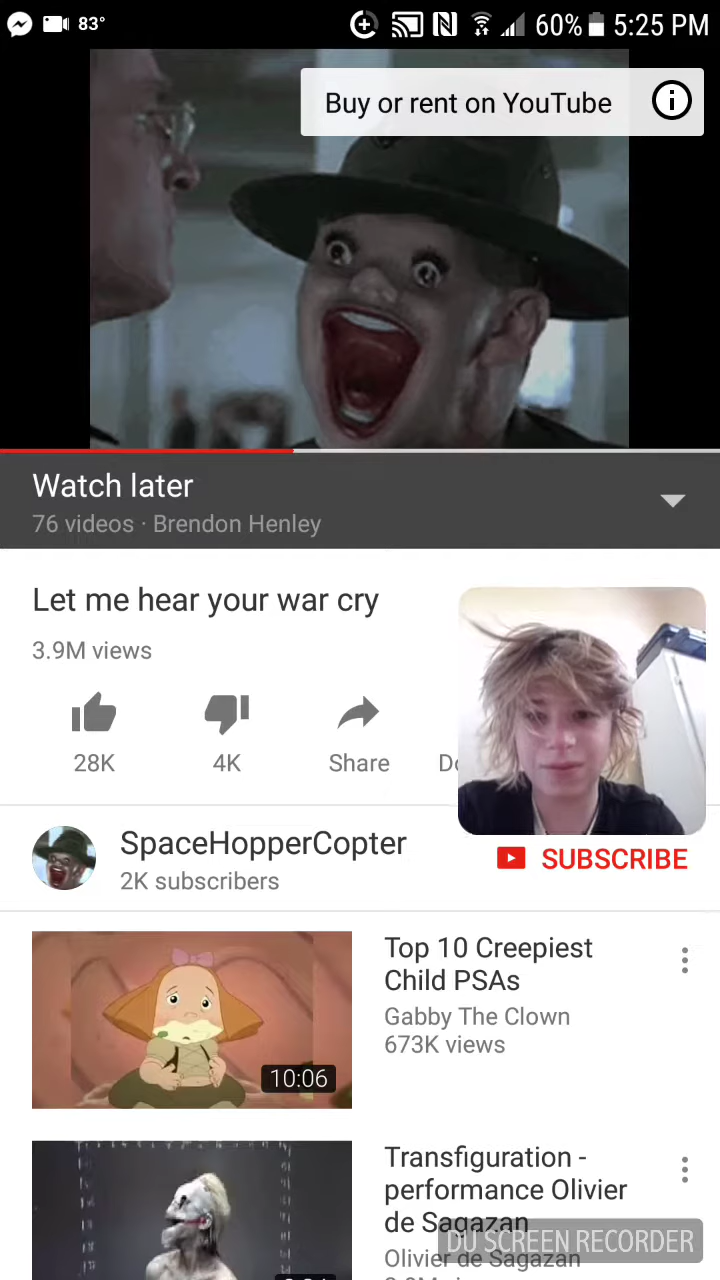 83°
60%
5:25 PM
Buy or rent on YouTube
Watch later
76 videos · Brendon Henley
Let me hear your war cry
3.9M views
28K
4K
Share
SpaceHopperCopter
2K subscribers
SUBSCRIBE
Top 10 Creepiest
Child PSAs
Gabby The Clown
673K views
10:06
Transfiguration -
performance Olivier
de Sagazan
Olivier de Sagazan
DU SCREEN RECORDER